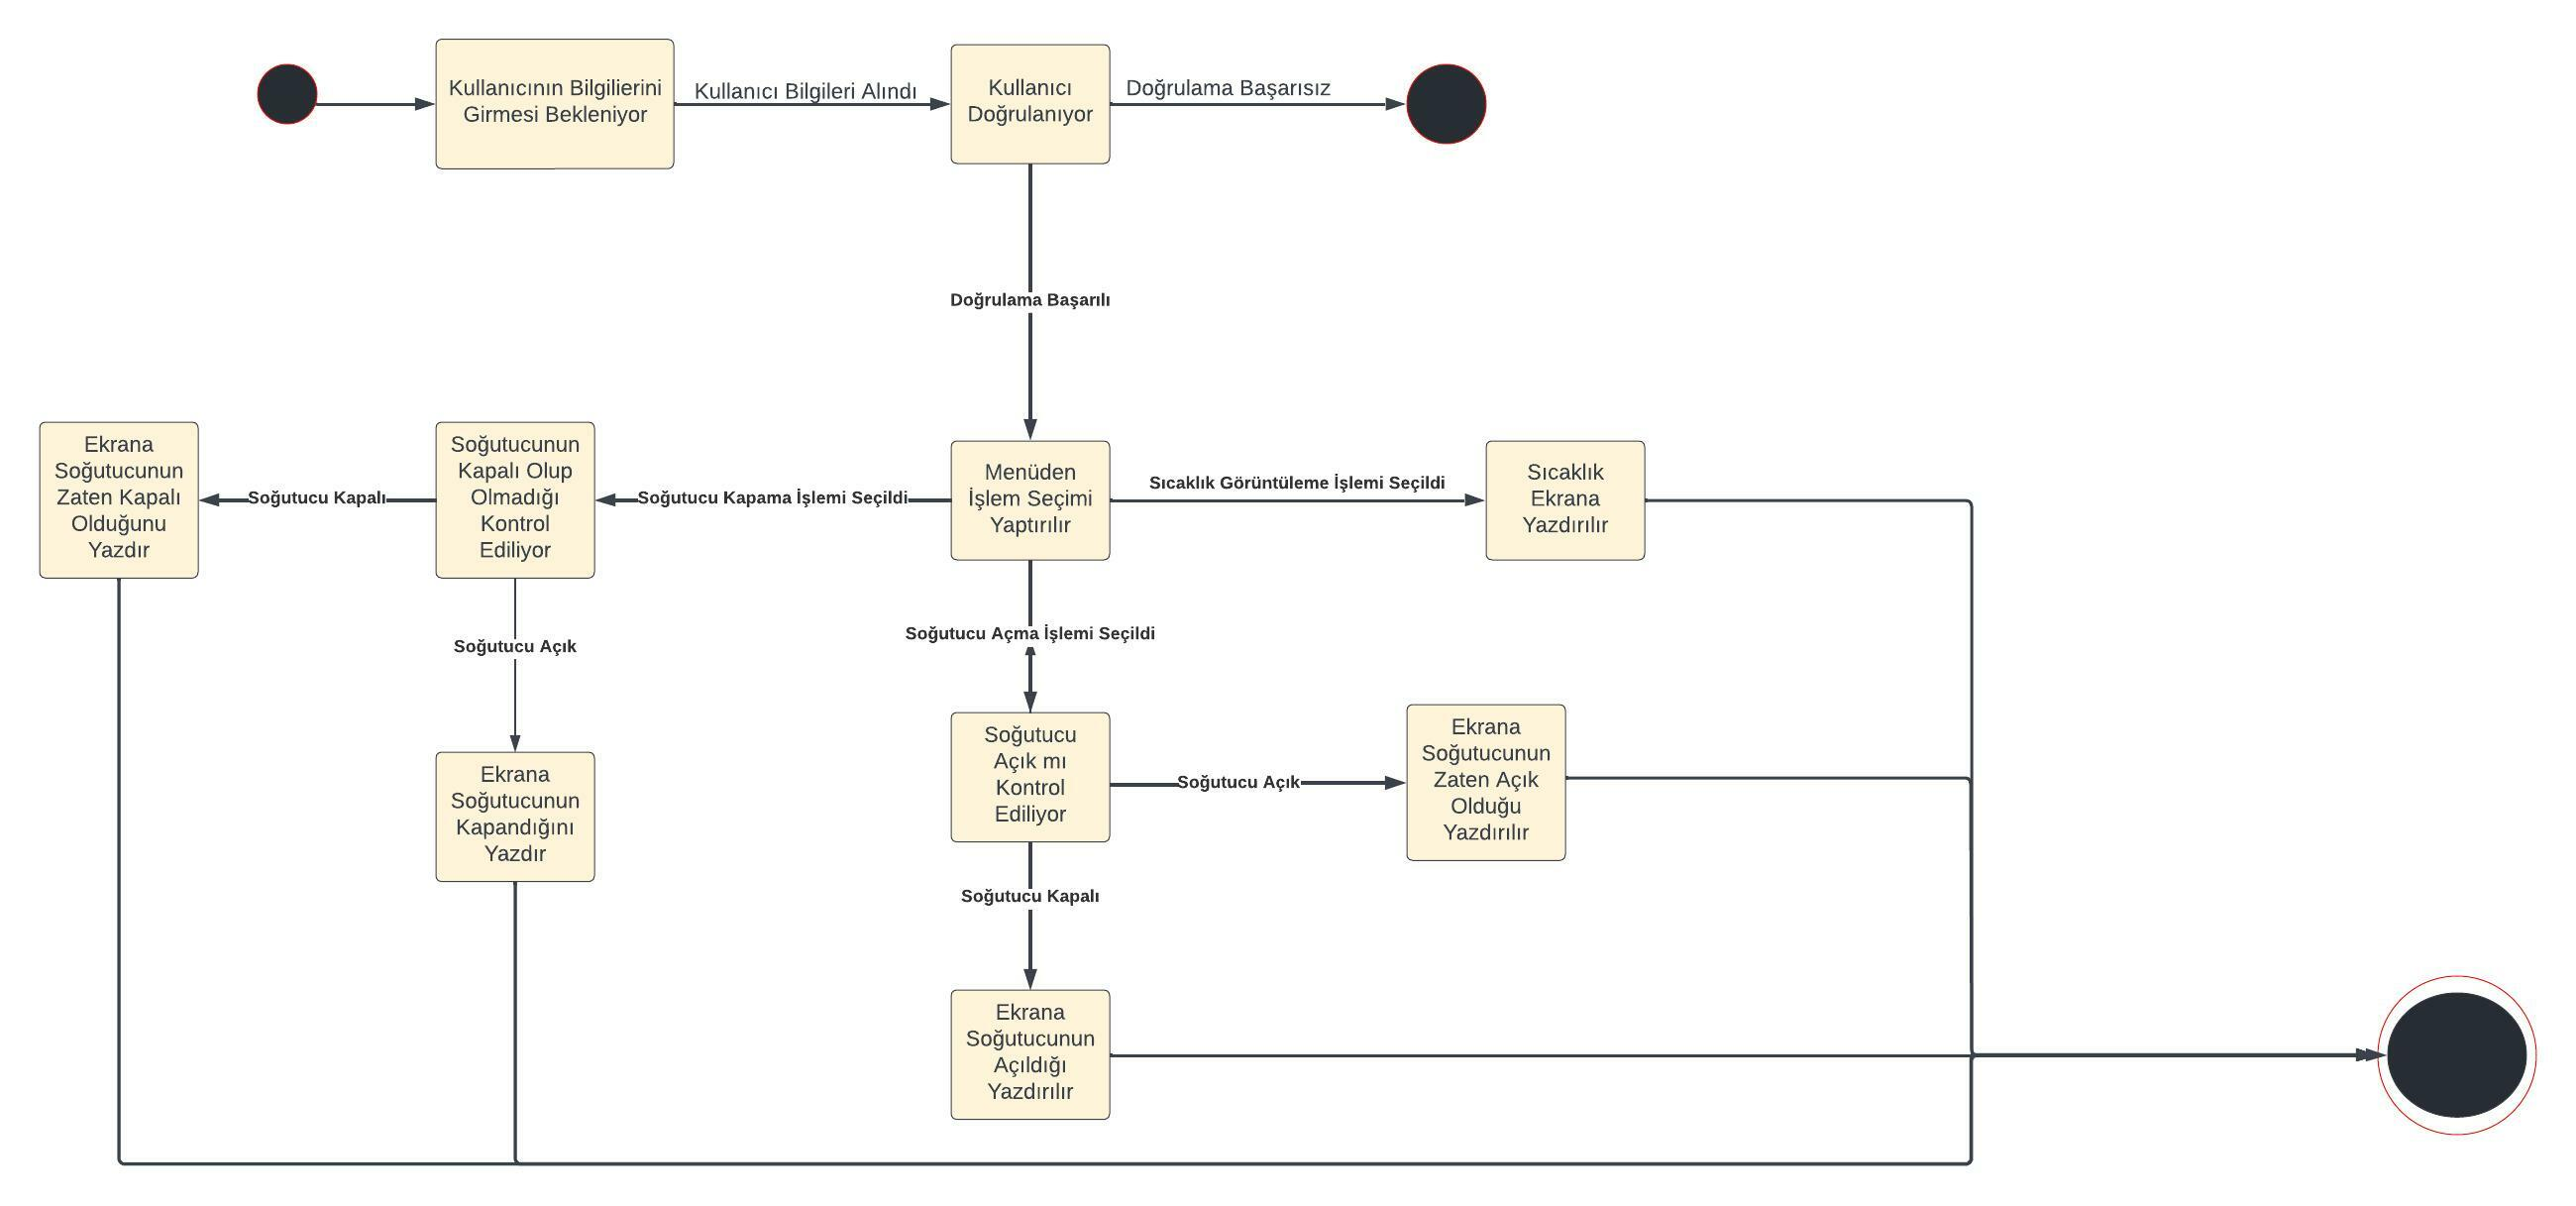 Kullanıcının Bilgilierini
Girmesi Bekleniyor
Kullanıcı Bilgileri Alındı
Kullanıcı
Doğrulanıyor
Doğrulama Başarısız
Doğrulama Başarılı
Ekrana
Soğutucunun
Zaten Kapalı
Olduğunu
Yazdır
Soğutucu Kapalı
Soğutucunun
Kapalı Olup
Olmadığı
Kontrol
Ediliyor
Soğutucu Kapama İşlemi Seçildi
Menüden
İşlem Seçimi
Yaptırılır
Sıcaklık Görüntüleme İşlemi Seçildi
Sıcaklık
Ekrana
Yazdırılır
Soğutucu Açık
Soğutucu Açma İşlemi Seçildi
Ekrana
Soğutucunun
Kapandığını
Yazdır
Soğutucu
Açık mı
Kontrol
Ediliyor
Soğutucu Açık
Ekrana
Soğutucunun
Zaten Açık
Olduğu
Yazdırılır
Soğutucu Kapalı
Ekrana
Soğutucunun
Açıldığı
Yazdırılır